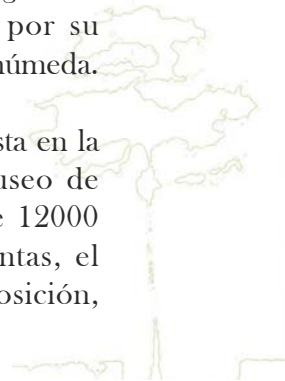 por su
húmeda.
sta en la
useo de
e 12000
ntas, el
osición,